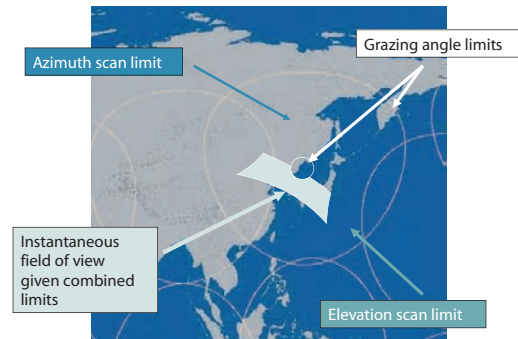 Grazing angle limits
Azimuth scan limit
Instantaneous
field of view
given combined
limits
Elevation scan limit